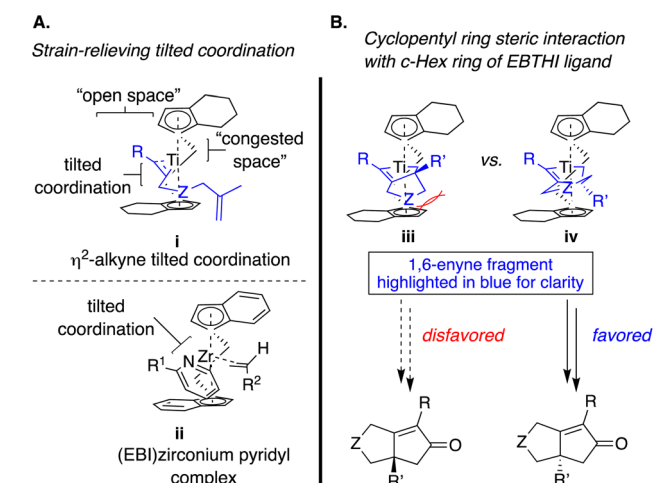 A.
Strain-relieving tilted coordination
"open space"
R
Ti
"congested
space"
tilted
coordination
Z
i
η²-alkyne tilted coordination
tilted
coordination
R¹
N
Zr
H
R²
ii
(EBI)zirconium pyridyl
complex
B.
Cyclopentyl ring steric interaction
with c-Hex ring of EBTHI ligand
R
Ti
R'
Z
vs.
R
Ti
Z
R'
iii
iv
1,6-enyne fragment
highlighted in blue for clarity
disfavored
favored
R
Z
O
R'
R
Z
O
R'